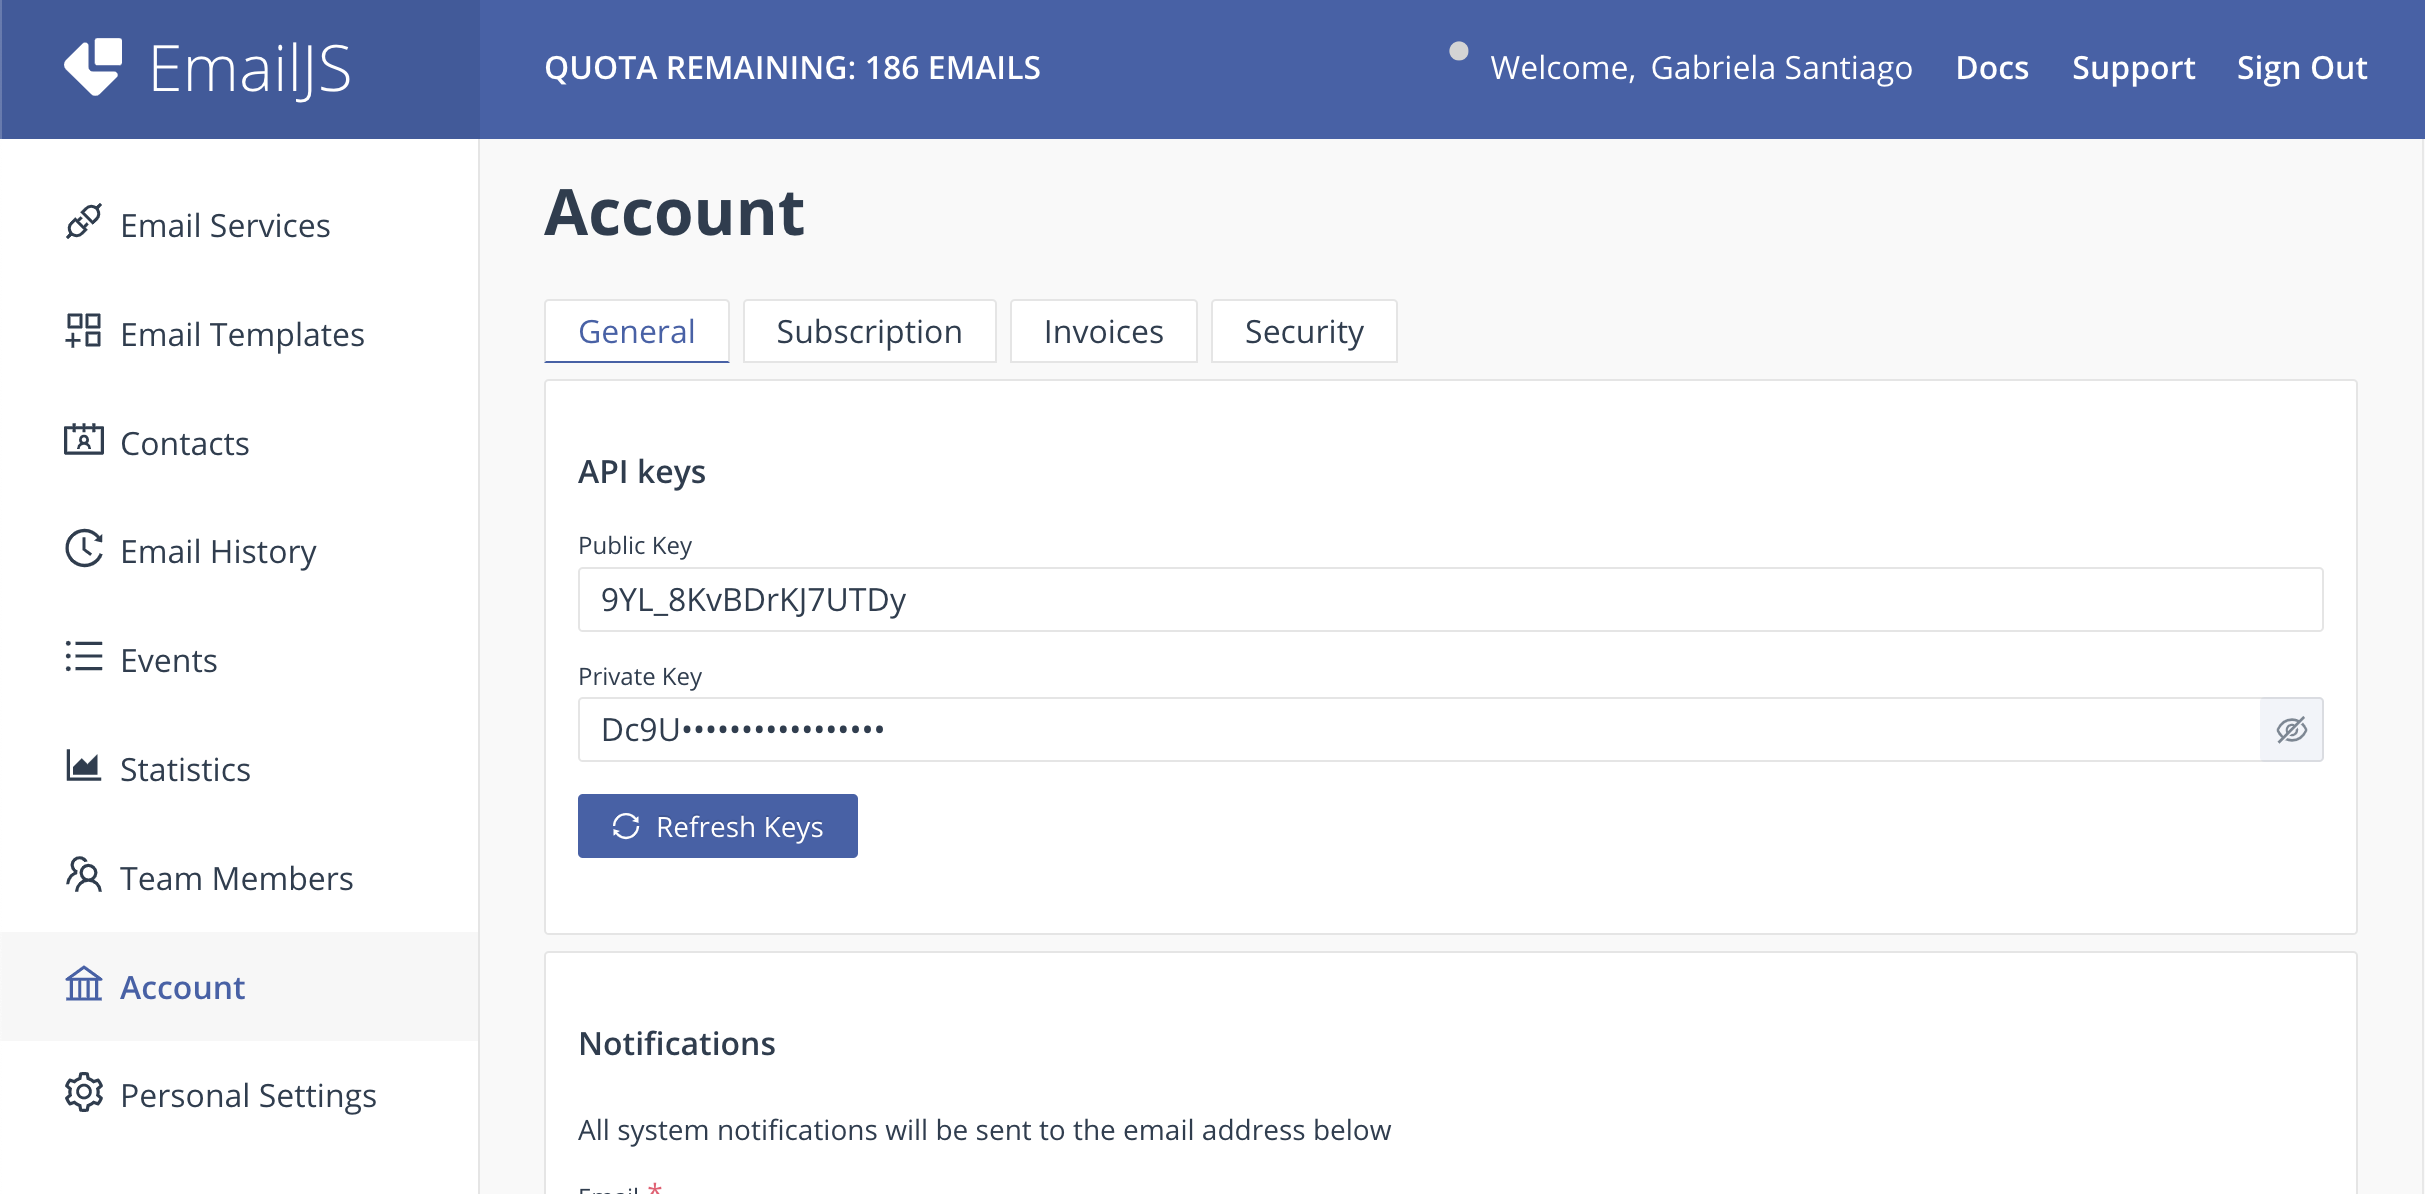 EmailJS
QUOTA REMAINING: 186 EMAILS
Welcome, Gabriela Santiago
Docs
Support
Sign Out
Email Services
Email Templates
Contacts
Email History
Events
Statistics
Team Members
Account
Personal Settings
Account
General
Subscription
Invoices
Security
API keys
Public Key
9YL_8KvBDrKJ7UTDy
Private Key
Dc9U•••••••••••••••••
Refresh Keys
Notifications
All system notifications will be sent to the email address below
Email *